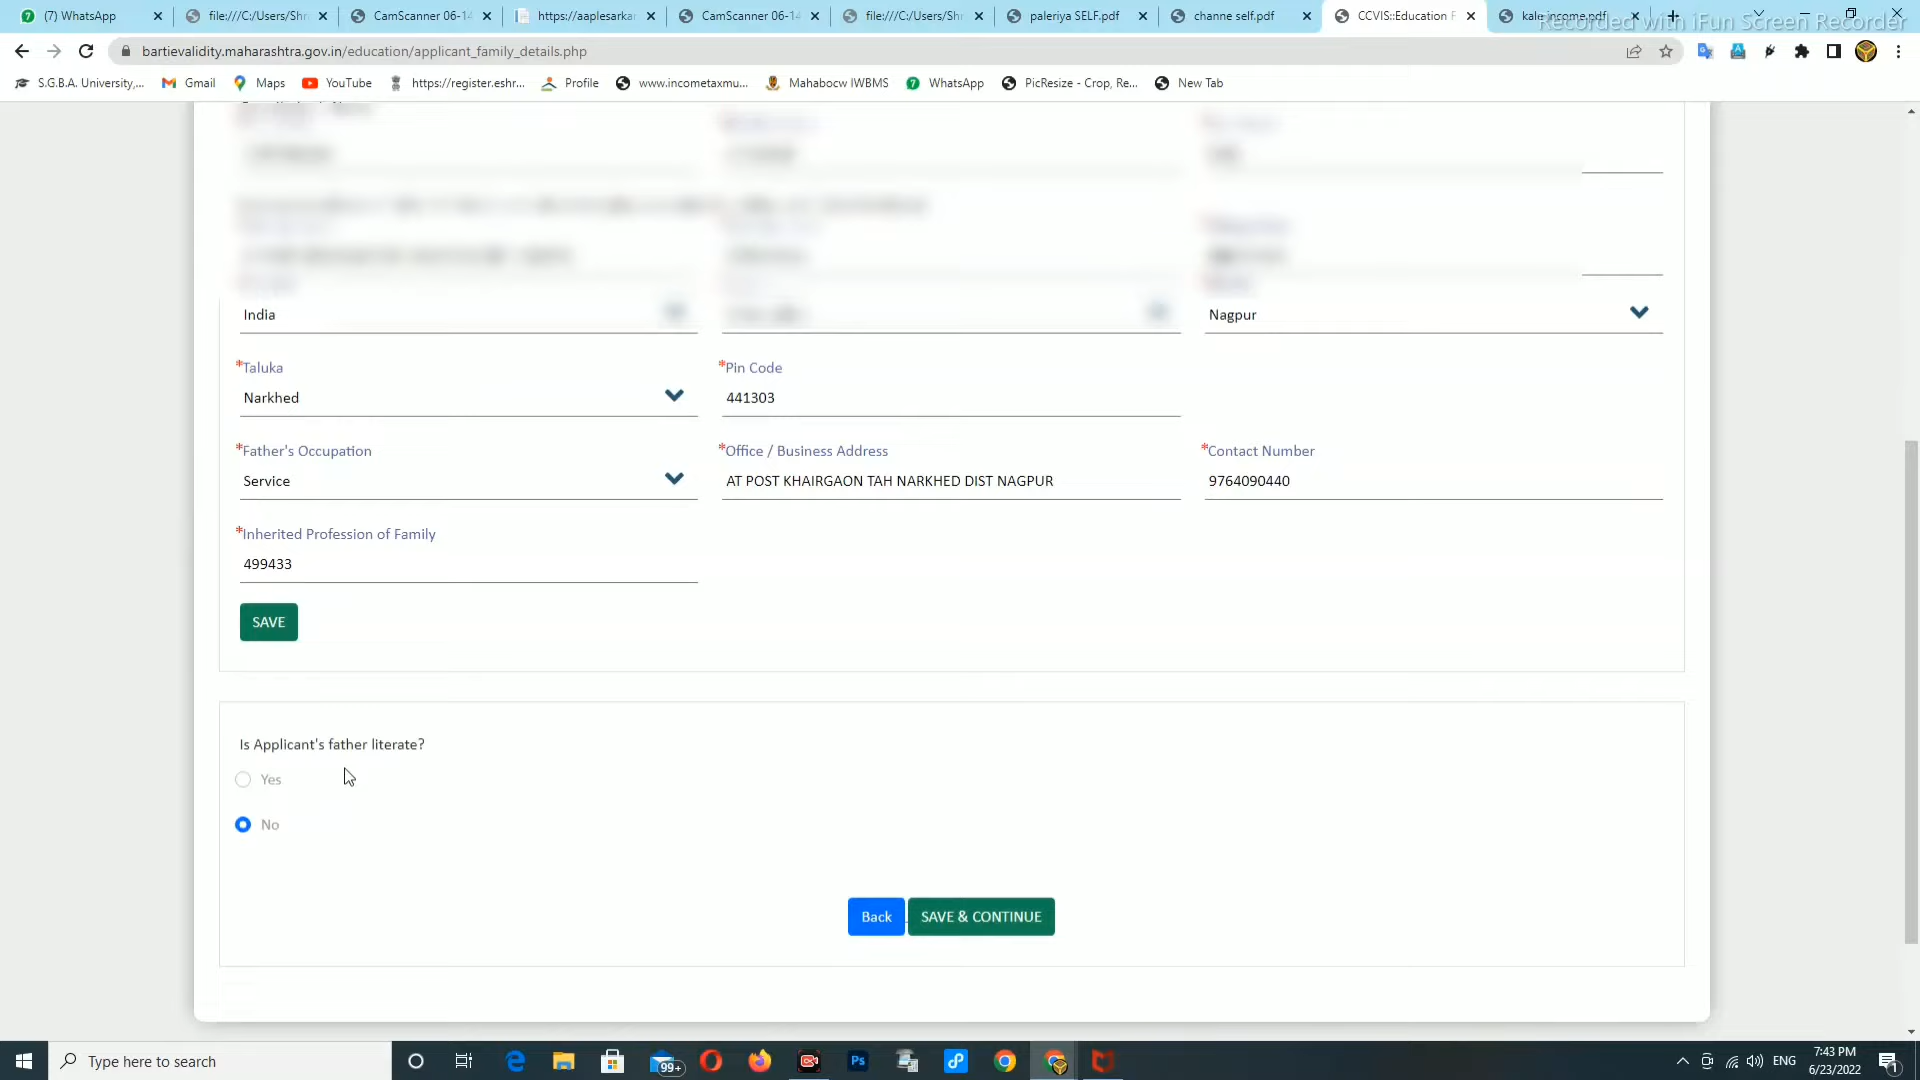 (7) WhatsApp
file:///C:/Users/Shr
CamScanner 06-14
https://aaplesarkar
CamScanner 06-14
file:///C:/Users/Shr
paleriya SELF.pdf
channe self.pdf
CCVIS::Education F
kale income.pdf
Recorded with iFun Screen Recorder
bartievalidity.maharashtra.gov.in/education/applicant_family_details.php
S.G.B.A. University,...
Gmail
Maps
YouTube
https://register.eshr...
Profile
www.incometaxmu...
Mahabocw IWBMS
WhatsApp
PicResize - Crop, Re...
New Tab
India
Nagpur
*Taluka
*Pin Code
Narkhed
441303
*Father's Occupation
*Office / Business Address
*Contact Number
Service
AT POST KHAIRGAON TAH NARKHED DIST NAGPUR
9764090440
*Inherited Profession of Family
499433
SAVE
Is Applicant's father literate?
Yes
No
Back
SAVE & CONTINUE
Type here to search
99+
Ps
ENG
7:43 PM
6/23/2022
1